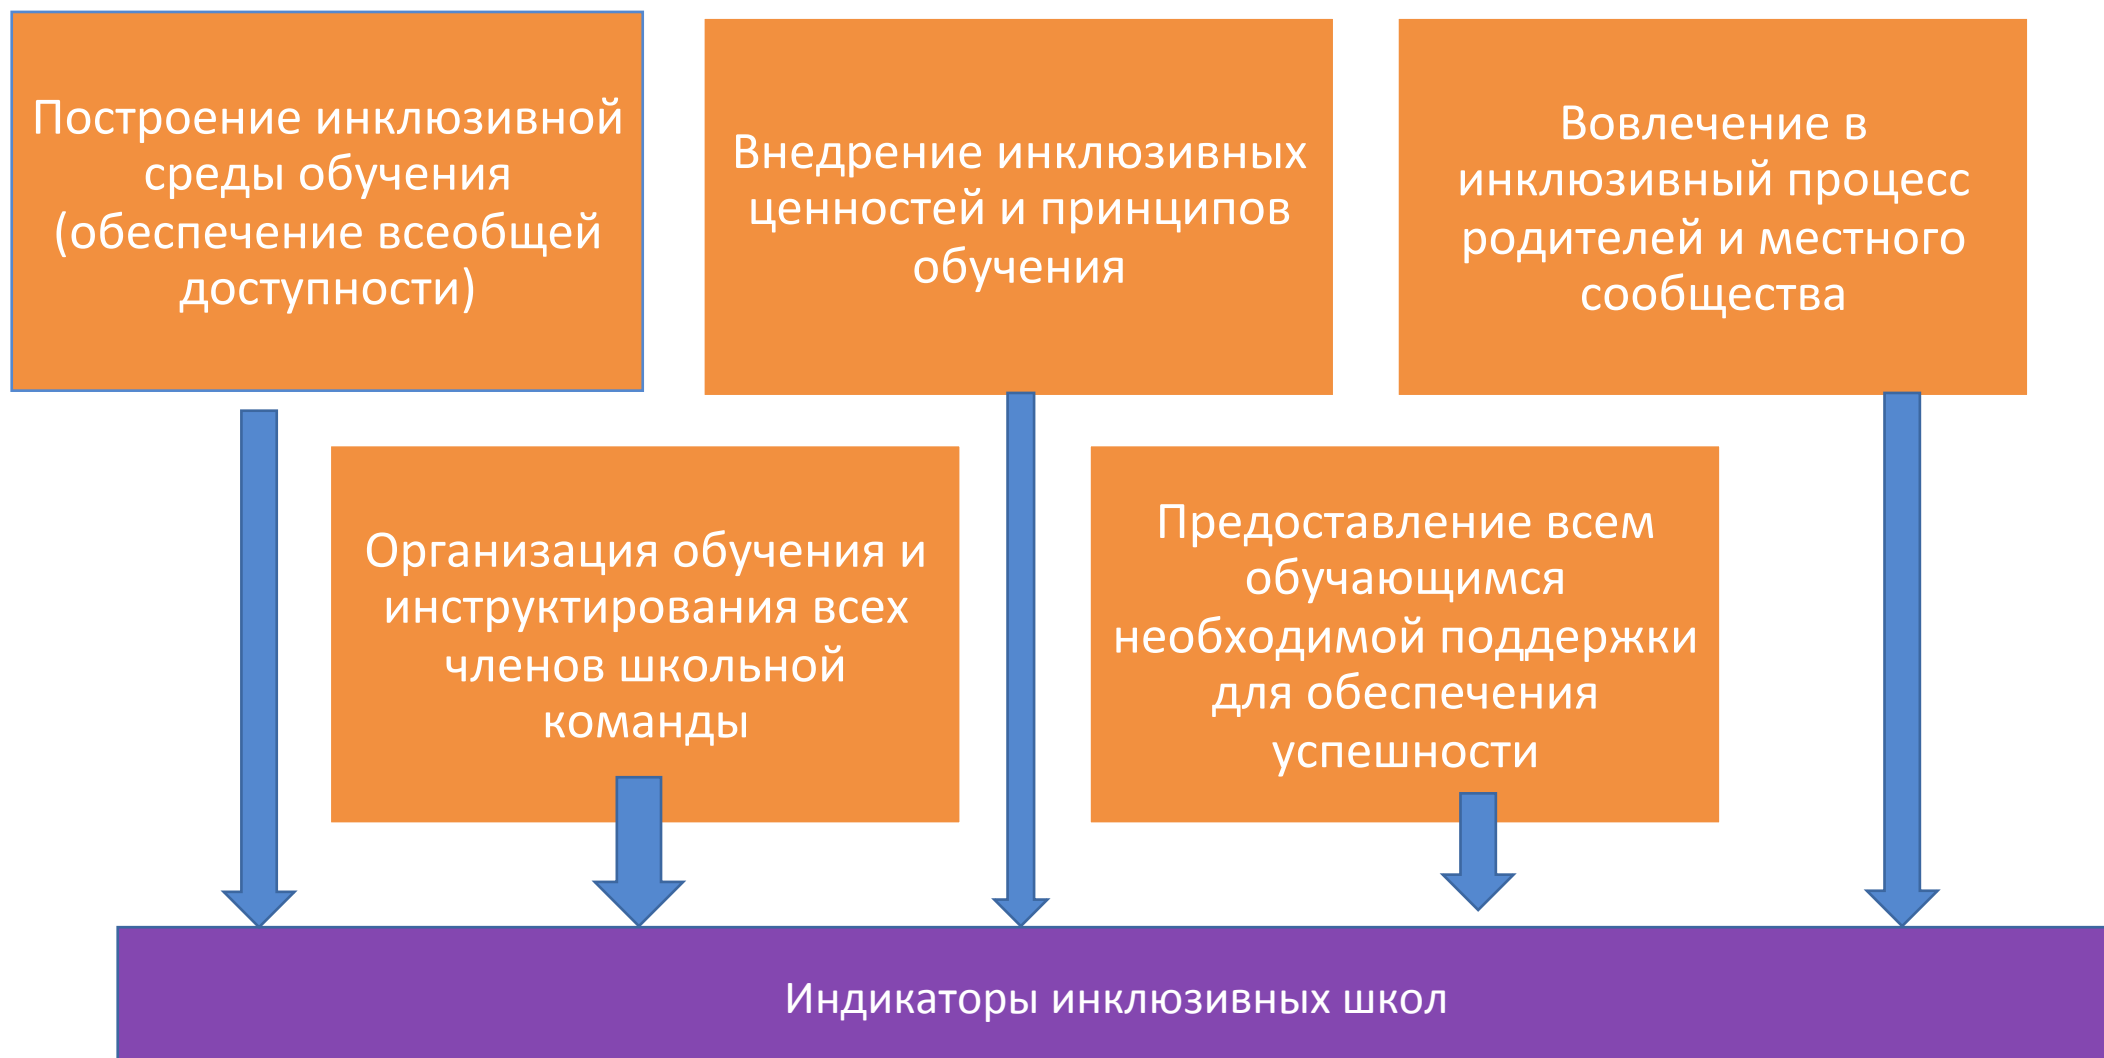 Построение инклюзивной
среды обучения
(обеспечение всеобщей
доступности)
Внедрение инклюзивных
ценностей и принципов
обучения
Вовлечение в
инклюзивный процесс
родителей и местного
сообщества
Организация обучения и
инструктирования всех
членов школьной
команды
Предоставление всем
обучающимся
необходимой поддержки
для обеспечения
успешности
Индикаторы инклюзивных школ